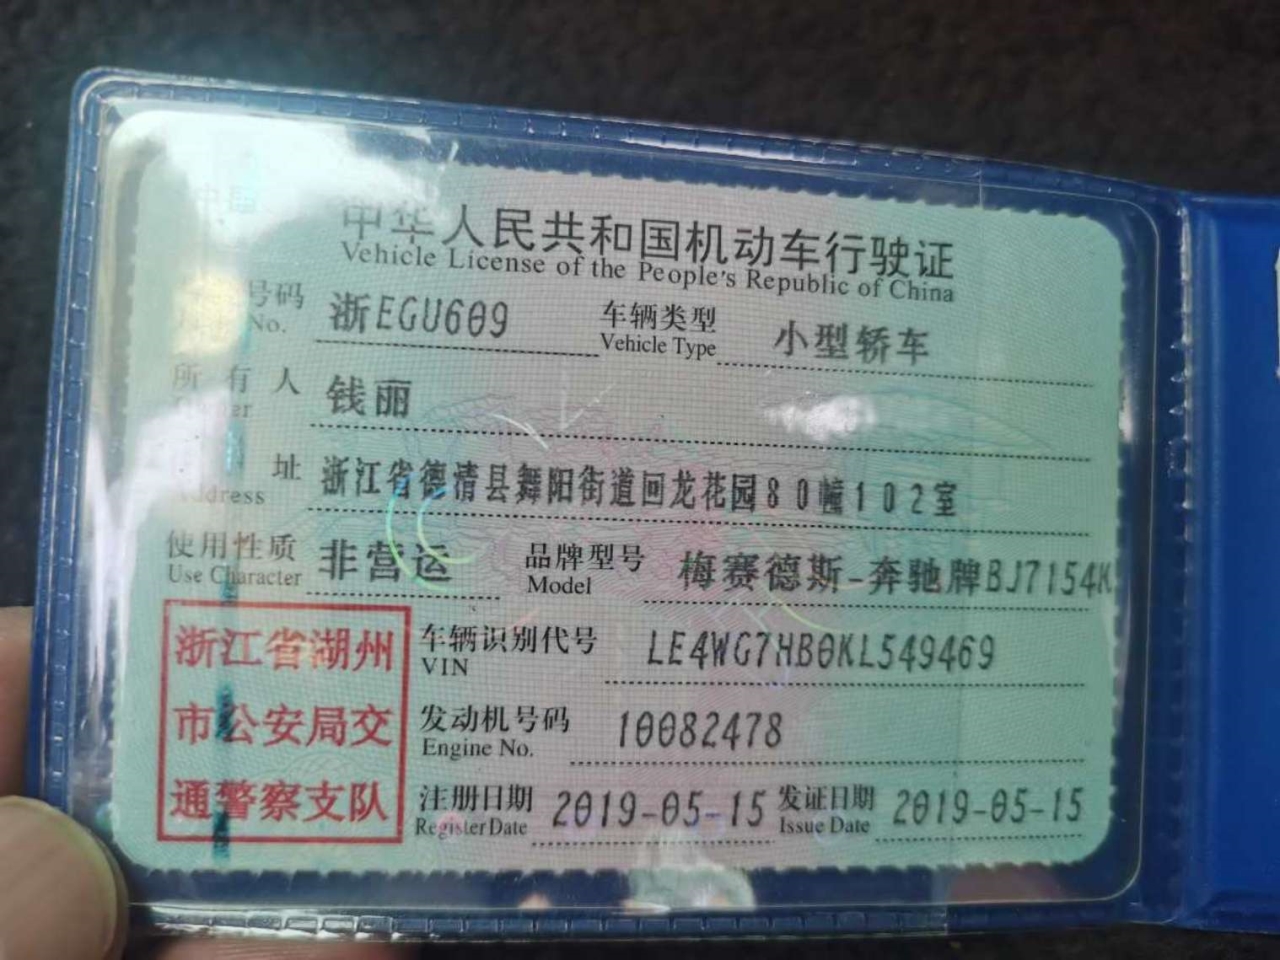 中华人民共和国机动车行驶证
Vehicle License of the People's Republic of China
号码 浙EGU609 车辆类型 小型轿车
No. Vehicle Type
所有人 钱丽
址 浙江省德清县舞阳街道回龙花园80幢102室
Address
使用性质 非营运 品牌型号 梅赛德斯-奔驰牌BJ7154K
Use Character Model
浙江省湖州
市公安局交
通警察支队
车辆识别代号 LE4WG7HB0KL549469
VIN
发动机号码 10082478
Engine No.
注册日期 2019-05-15 发证日期 2019-05-15
Register Date Issue Date